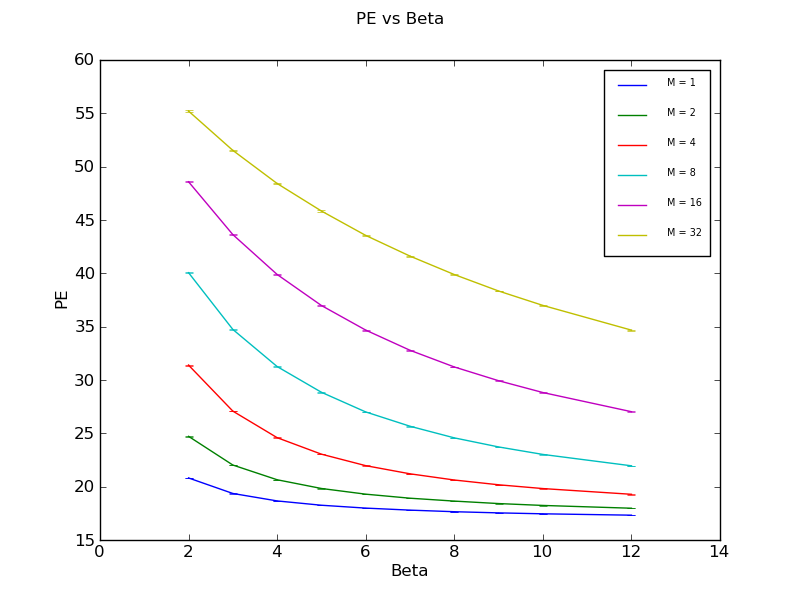 PE vs Beta
60
55
50
45
40
35
30
25
20
15
PE
0 2 4 6 8 10 12 14
Beta
M = 1
M = 2
M = 4
M = 8
M = 16
M = 32